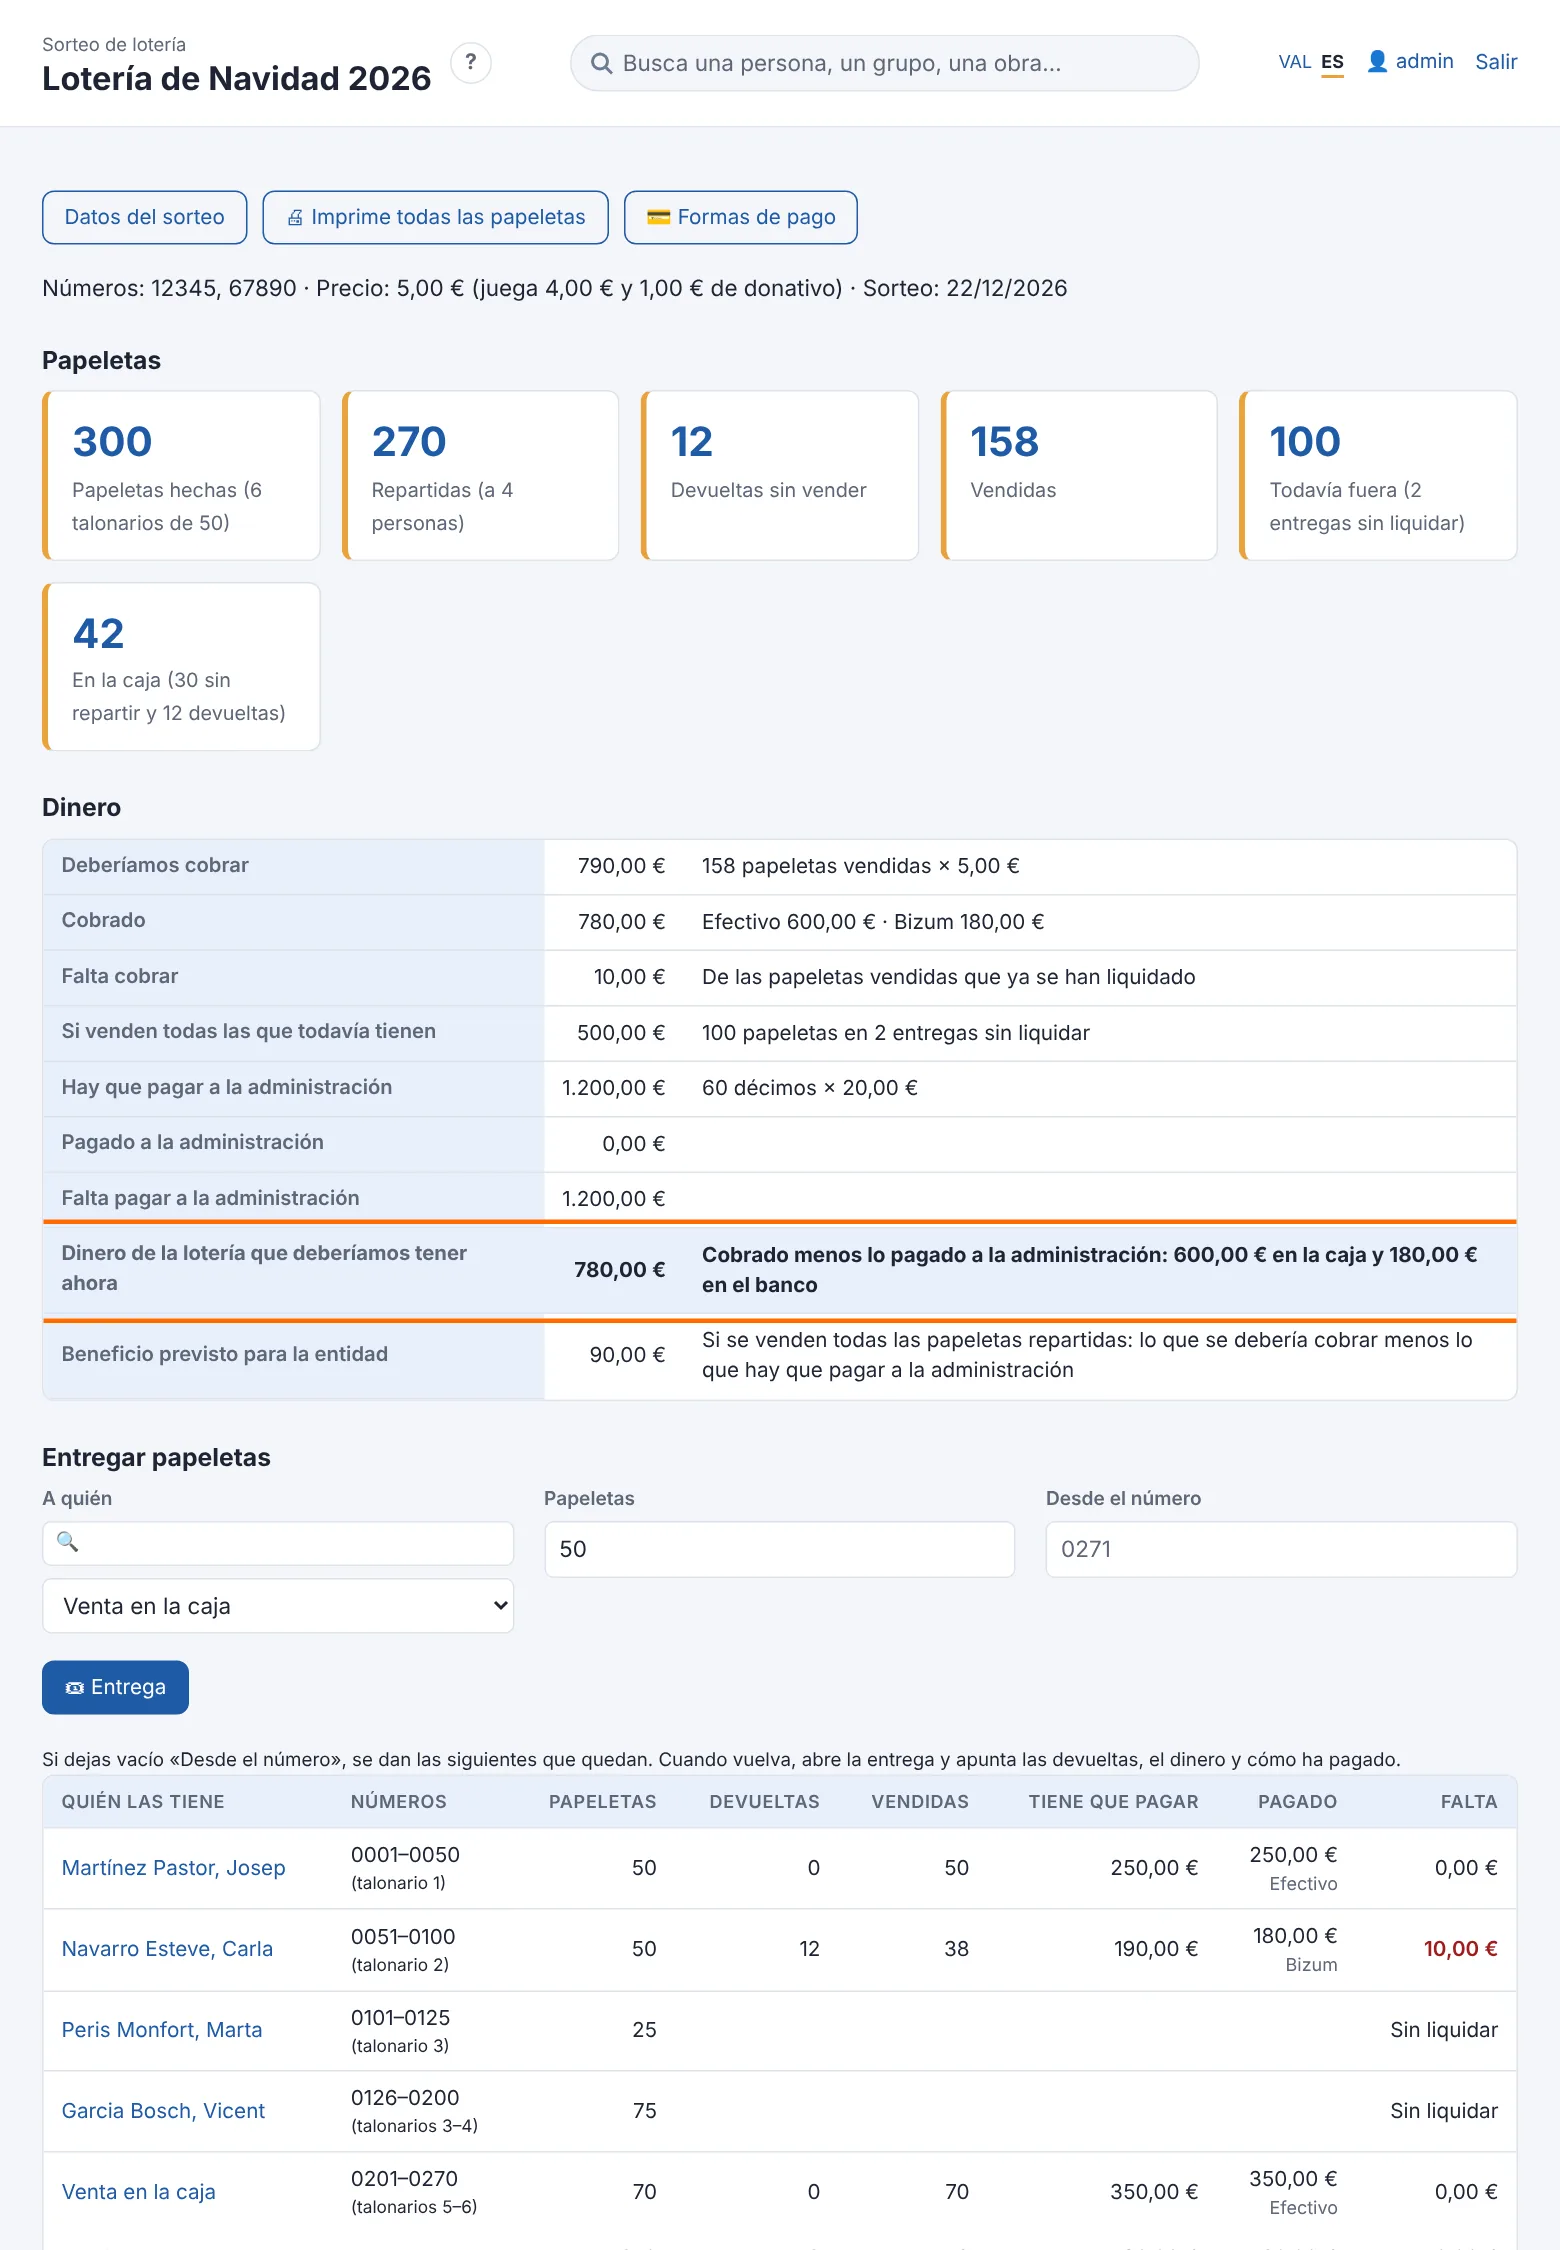 Sorteo de lotería
Lotería de Navidad 2026
?
Busca una persona, un grupo, una obra...
VAL ES admin Salir
Datos del sorteo
Imprime todas las papeletas
Formas de pago
Números: 12345, 67890 · Precio: 5,00 € (juega 4,00 € y 1,00 € de donativo) · Sorteo: 22/12/2026
Papeletas
300
Papeletas hechas (6
talonarios de 50)
270
Repartidas (a 4
personas)
12
Devueltas sin vender
158
Vendidas
100
Todavía fuera (2
entregas sin liquidar)
42
En la caja (30 sin
repartir y 12 devueltas)
Dinero
Deberíamos cobrar 790,00 € 158 papeletas vendidas × 5,00 €
Cobrado 780,00 € Efectivo 600,00 € · Bizum 180,00 €
Falta cobrar 10,00 € De las papeletas vendidas que ya se han liquidado
Si venden todas las que todavía tienen 500,00 € 100 papeletas en 2 entregas sin liquidar
Hay que pagar a la administración 1.200,00 € 60 décimos × 20,00 €
Pagado a la administración 0,00 €
Falta pagar a la administración 1.200,00 €
Dinero de la lotería que deberíamos tener
ahora
780,00 €
Cobrado menos lo pagado a la administración: 600,00 € en la caja y 180,00 €
en el banco
Beneficio previsto para la entidad
90,00 €
Si se venden todas las papeletas repartidas: lo que se debería cobrar menos lo
que hay que pagar a la administración
Entregar papeletas
A quién
Venta en la caja
Papeletas
50
Desde el número
0271
Entrega
Si dejas vacío «Desde el número», se dan las siguientes que quedan. Cuando vuelva, abre la entrega y apunta las devueltas, el dinero y cómo ha pagado.
QUIÉN LAS TIENE NÚMEROS PAPELETAS DEVUELTAS VENDIDAS TIENE QUE PAGAR PAGADO FALTA
Martínez Pastor, Josep 0001–0050 50 0 50 250,00 € 250,00 € 0,00 €
(talonario 1) Efectivo
Navarro Esteve, Carla 0051–0100 50 12 38 190,00 € 180,00 € 10,00 €
(talonario 2) Bizum
Peris Monfort, Marta 0101–0125 25 Sin liquidar
(talonario 3)
Garcia Bosch, Vicent 0126–0200 75 Sin liquidar
(talonarios 3–4)
Venta en la caja 0201–0270 70 0 70 350,00 € 350,00 € 0,00 €
(talonarios 5–6) Efectivo